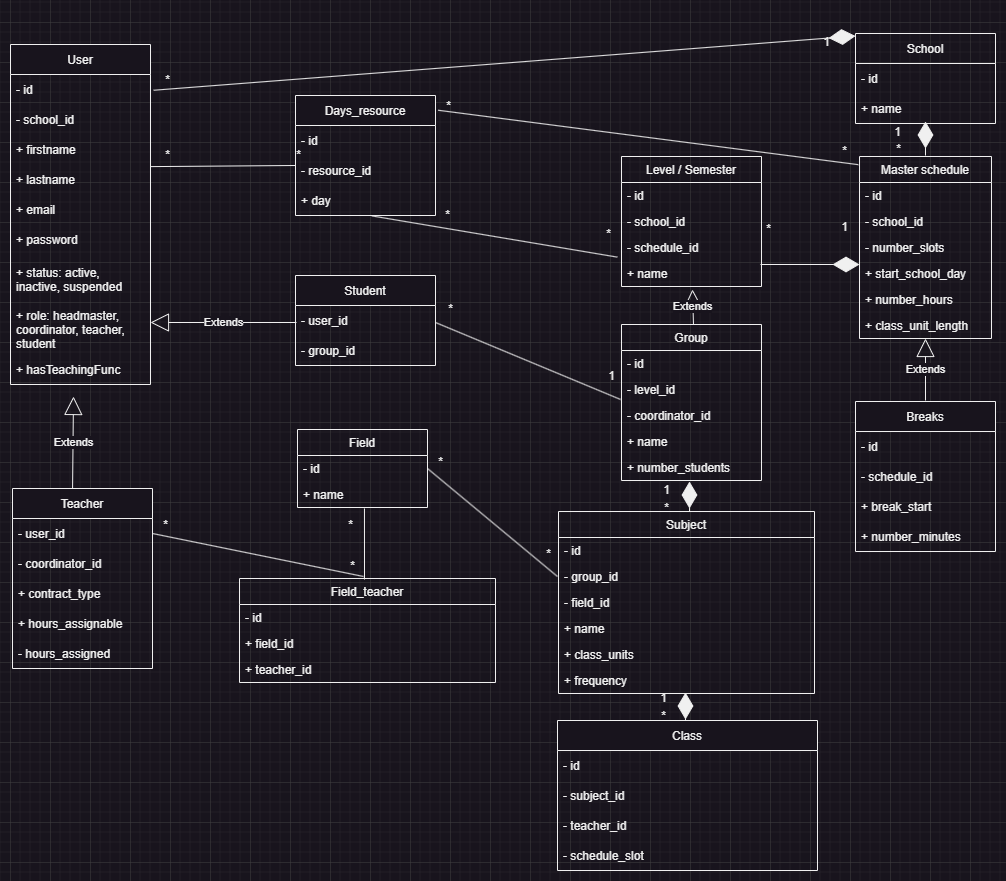 User
- id
- school_id
+ firstname
+ lastname
+ email
+ password
+ status: active,
inactive, suspended
+ role: headmaster,
coordinator, teacher,
student
+ hasTeachingFunc
*
*
1
School
- id
+ name
1
*
Days_resource
- id
*
- resource_id
+ day
*
*
*
*
Level / Semester
- id
- school_id
- schedule_id
+ name
*
1
Master schedule
- id
- school_id
- number_slots
+ start_school_day
+ number_hours
+ class_unit_length
Extends
Student
- user_id
- group_id
Extends
*
1
Extends
Group
- id
- level_id
- coordinator_id
+ name
+ number_students
1
*
Breaks
- id
- schedule_id
+ break_start
+ number_minutes
Extends
Teacher
- user_id
- coordinator_id
+ contract_type
+ hours_assignable
- hours_assigned
*
Field
- id
+ name
*
*
*
*
Field_teacher
- id
+ field_id
+ teacher_id
Subject
- id
- group_id
- field_id
+ name
+ class_units
+ frequency
1
*
Class
- id
- subject_id
- teacher_id
- schedule_slot